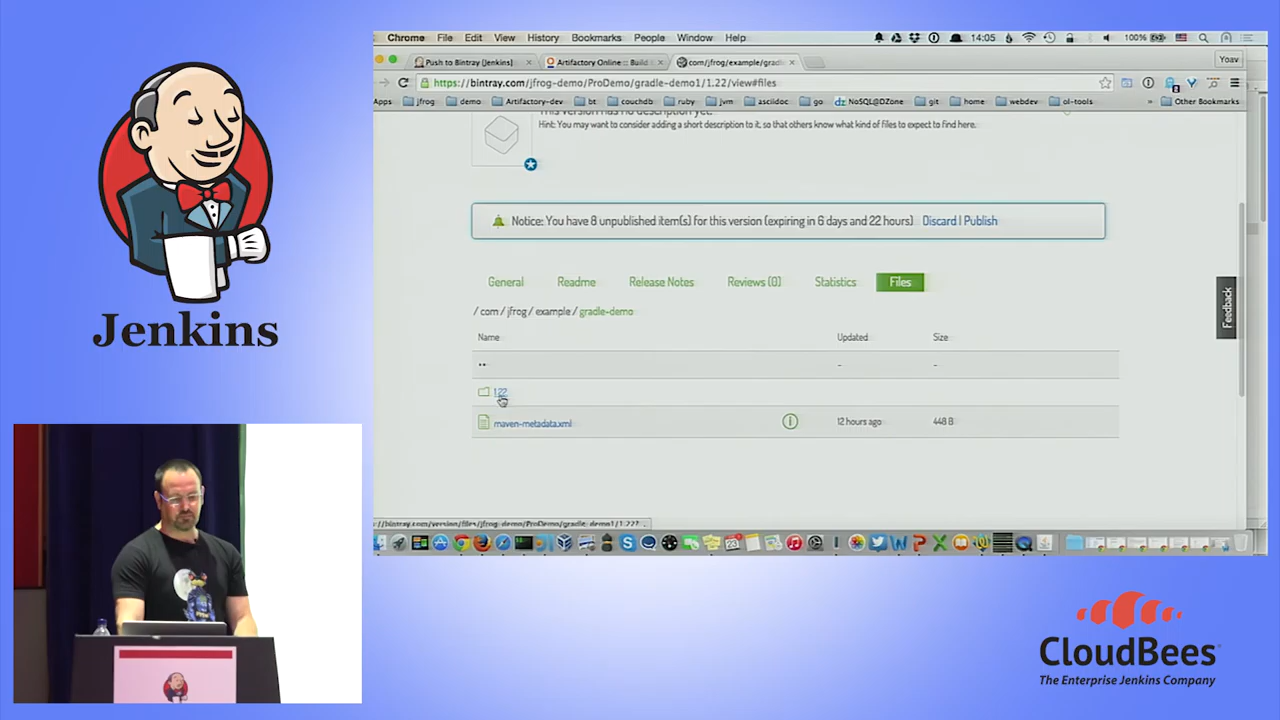 Chrome File Edit View History Bookmarks People Window Help 14:05 100%
Push to Bintray [Jenkins] Artifactory Online :: Build com/jfrog/example/gradle Yoav
https://bintray.com/jfrog-demo/ProDemo/gradle-demo1/1.22/view#files
Apps jfrog demo Artifactory-dev bt couchdb ruby jvm asciidoc go NoSQL@DZone git home webdev ol-tools » Other Bookmarks
This version has no description yet.
Hint: You may want to consider adding a short description to it, so that others know what kind of files to expect to find here.
Notice: You have 8 unpublished item(s) for this version (expiring in 6 days and 22 hours) Discard | Publish
General Readme Release Notes Reviews (0) Statistics Files
/ com / jfrog / example / gradle-demo
Name Updated Size
.. - -
1.22
maven-metadata.xml 12 hours ago 448 B
Feedback
Jenkins
CloudBees
The Enterprise Jenkins Company